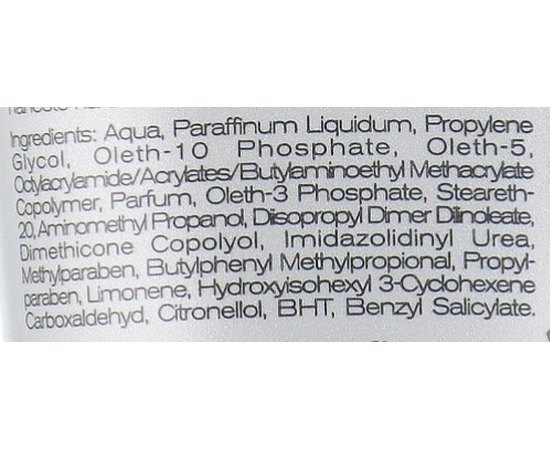 Ingredients: Aqua, Paraffinum Liquidum, Propylene
Glycol, Oleth-10 Phosphate, Oleth-5,
Octylacrylamide/Acrylates/Butylaminoethyl Methacrylate
Copolymer, Parfum, Oleth-3 Phosphate, Steareth-
20, Aminomethyl Propanol, Diisopropyl Dimer Dilinoleate,
Dimethicone Copolyol, Imidazolidinyl Urea,
Methylparaben, Butylphenyl Methylpropional, Propyl-
paraben, Limonene, Hydroxyisohexyl 3-Cyclohexene
Carboxaldehyd, Citronellol, BHT, Benzyl Salicylate.